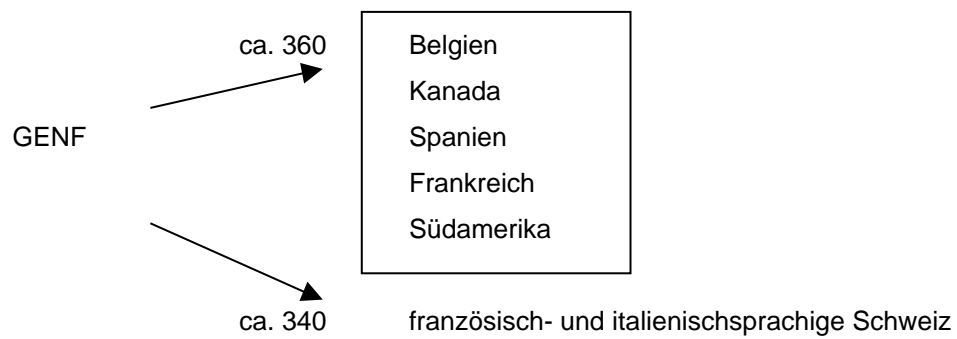 ca. 360 Belgien
Kanada
GENF Spanien
Frankreich
Südamerika
ca. 340 französisch- und italienischsprachige Schweiz